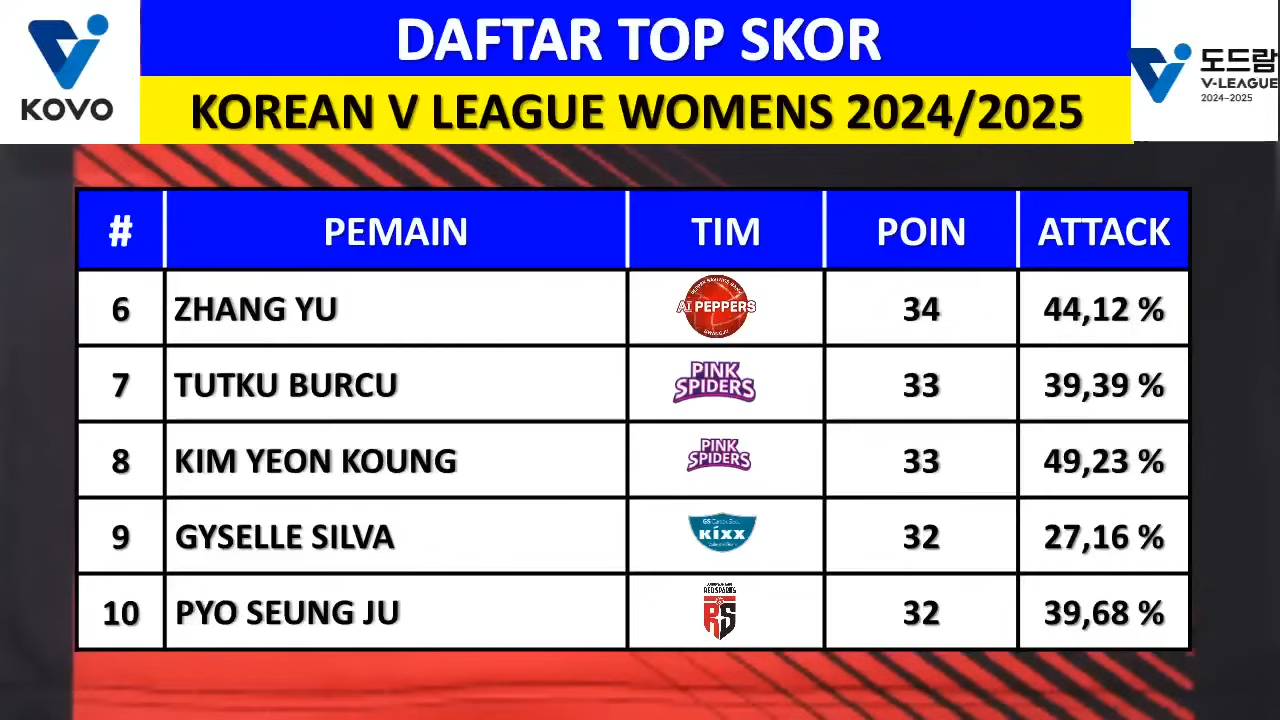 KOVO
DAFTAR TOP SKOR
KOREAN V LEAGUE WOMENS 2024/2025
도드람
V-LEAGUE
2024-2025
# PEMAIN TIM POIN ATTACK
6 ZHANG YU AI PEPPERS 34 44,12 %
7 TUTKU BURCU PINK SPIDERS 33 39,39 %
8 KIM YEON KOUNG PINK SPIDERS 33 49,23 %
9 GYSELLE SILVA KIXX 32 27,16 %
10 PYO SEUNG JU REDSPARKS RS 32 39,68 %